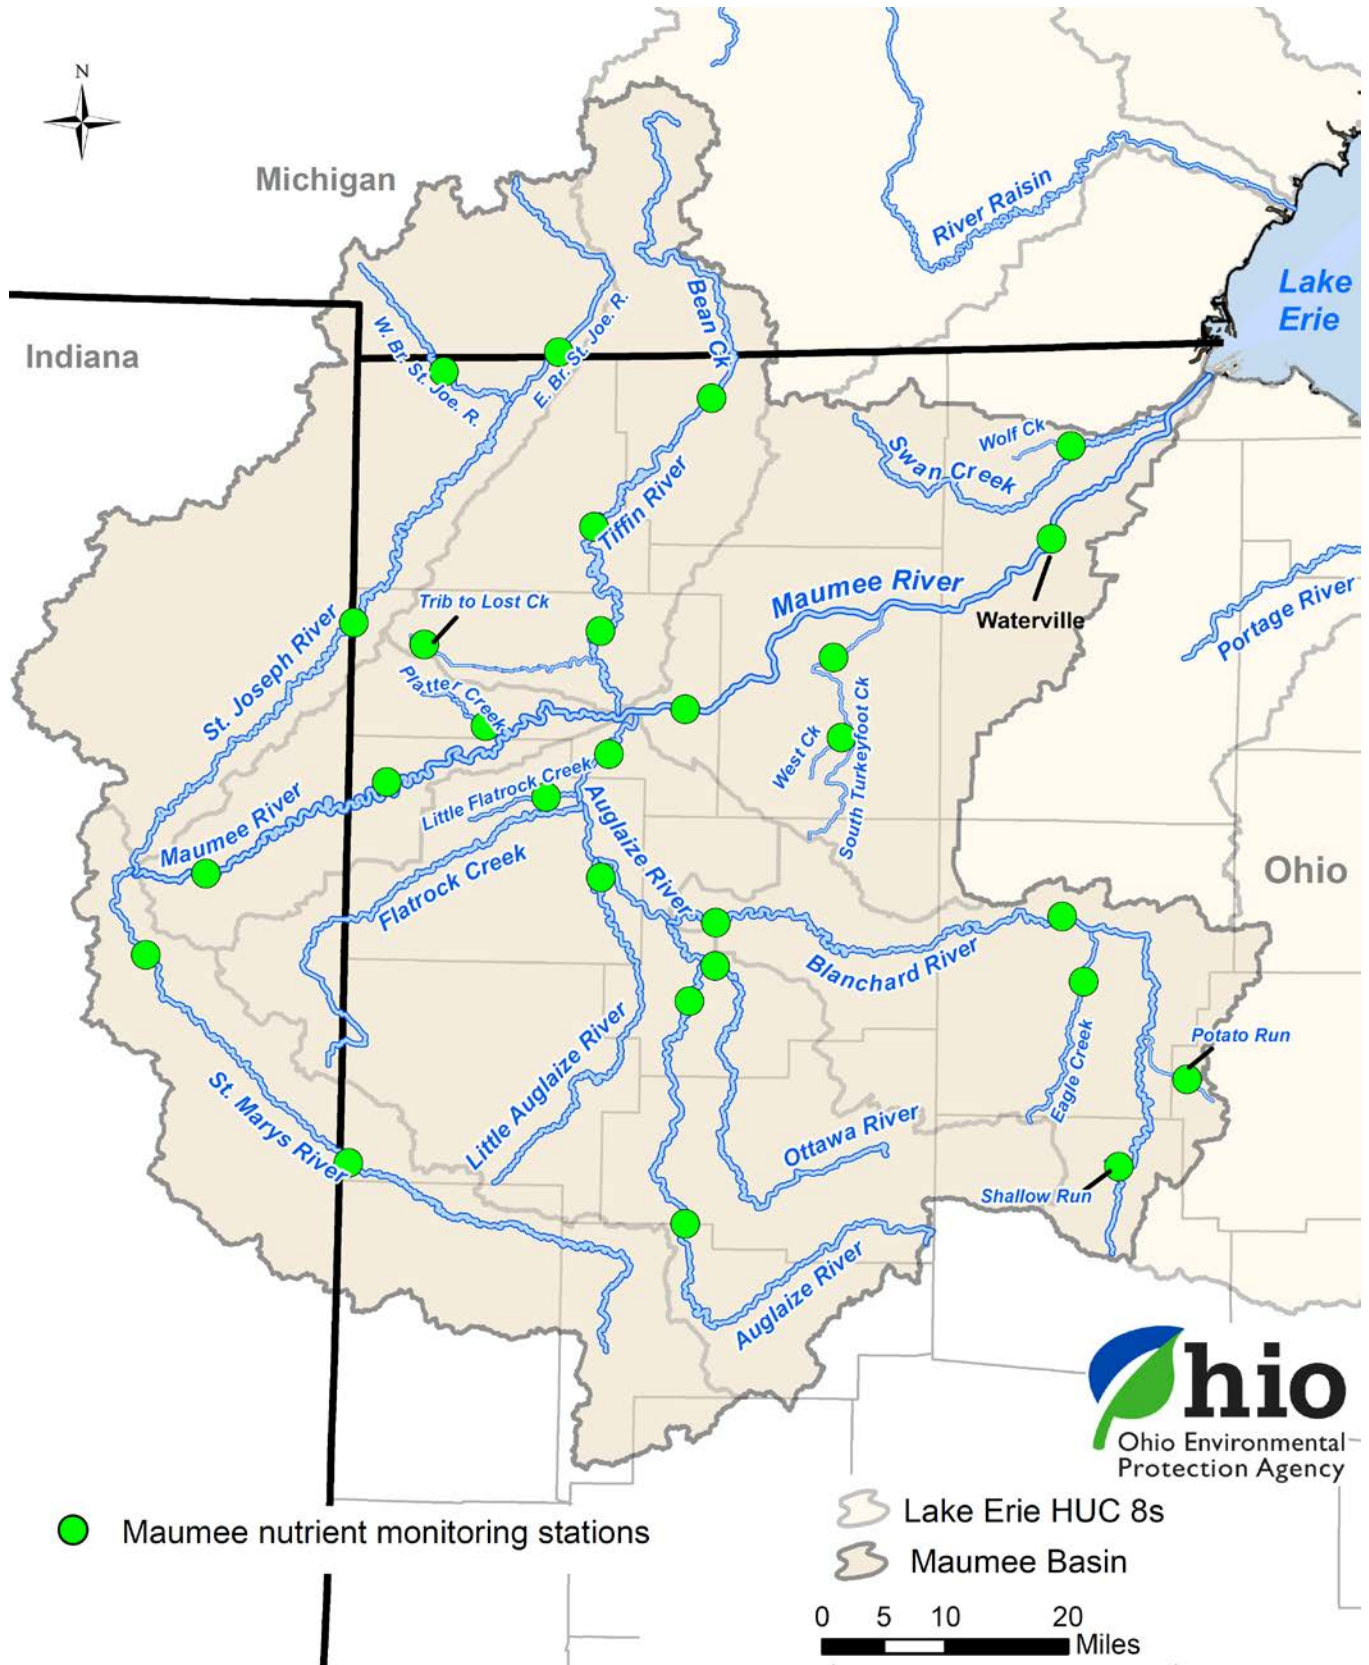 N
Michigan
River Raisin
Lake
Erie
Indiana
Bean Ck
W. Br. St. Joe. R.
E. Br. St. Joe. R.
Wolf Ck
Swan Creek
Tiffin River
Maumee River
Portage River
Trib to Lost Ck
Waterville
St. Joseph River
Platter Creek
West Ck
South Turkeyfoot Ck
Little Flatrock Creek
Maumee River
Auglaize River
Flatrock Creek
Ohio
Blanchard River
Little Auglaize River
Eagle Creek
Potato Run
St. Marys River
Ottawa River
Shallow Run
Auglaize River
Ohio
Ohio Environmental
Protection Agency
Maumee nutrient monitoring stations
Lake Erie HUC 8s
Maumee Basin
0 5 10 20
Miles